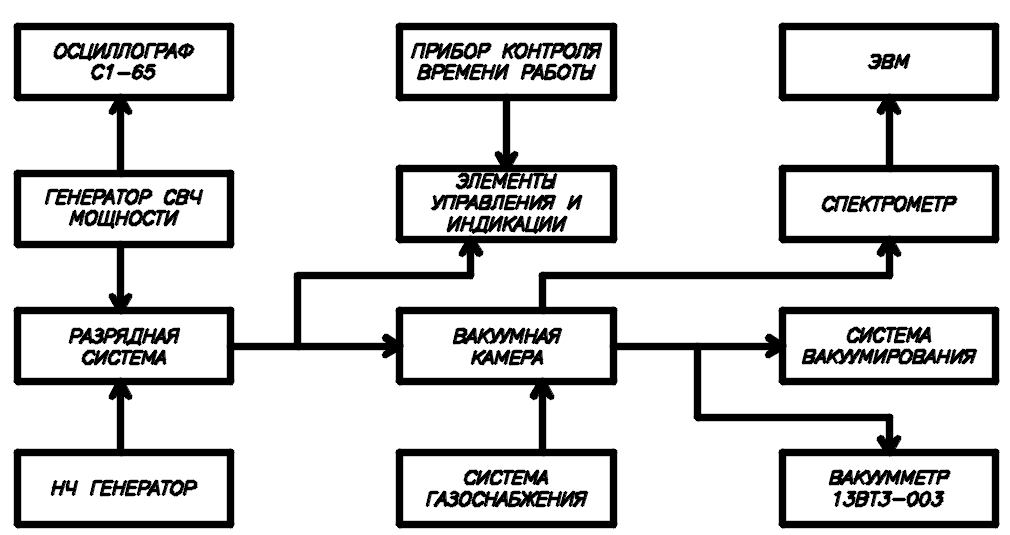 ОСЦИЛЛОГРАФ
С1-65
ПРИБОР КОНТРОЛЯ
ВРЕМЕНИ РАБОТЫ
ЭВМ
ГЕНЕРАТОР СВЧ
МОЩНОСТИ
ЭЛЕМЕНТЫ
УПРАВЛЕНИЯ И
ИНДИКАЦИИ
СПЕКТРОМЕТР
РАЗРЯДНАЯ
СИСТЕМА
ВАКУУМНАЯ
КАМЕРА
СИСТЕМА
ВАКУУМИРОВАНИЯ
НЧ ГЕНЕРАТОР
СИСТЕМА
ГАЗОСНАБЖЕНИЯ
ВАКУУММЕТР
13ВТ3-003